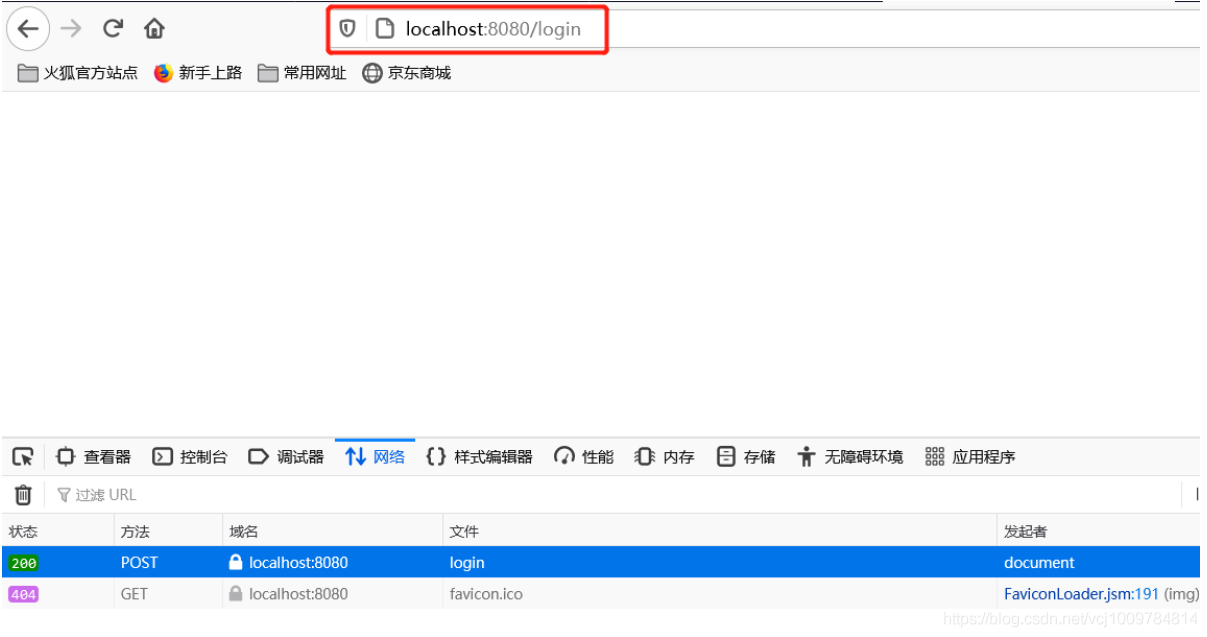 localhost:8080/login
火狐官方站点 新手上路 常用网址 京东商城
查看器 控制台 调试器 网络 {} 样式编辑器 性能 内存 存储 无障碍环境 应用程序
过滤 URL
状态 方法 域名 文件 发起者
200 POST localhost:8080 login document
404 GET localhost:8080 favicon.ico FaviconLoader.jsm:191 (img)
https://blog.csdn.net/vcj1009784814